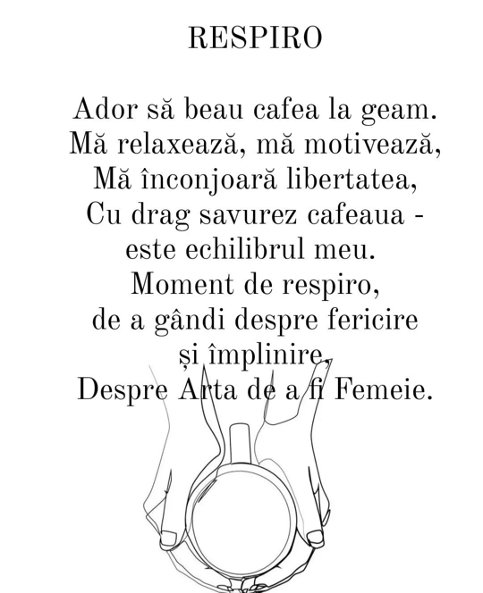 RESPIRO
Ador să beau cafea la geam.
Mă relaxează, mă motivează,
Mă înconjoară libertatea,
Cu drag savurez cafeaua -
este echilibrul meu.
Moment de respiro,
de a gândi despre fericire
și împlinire,
Despre Arta de a fi Femeie.